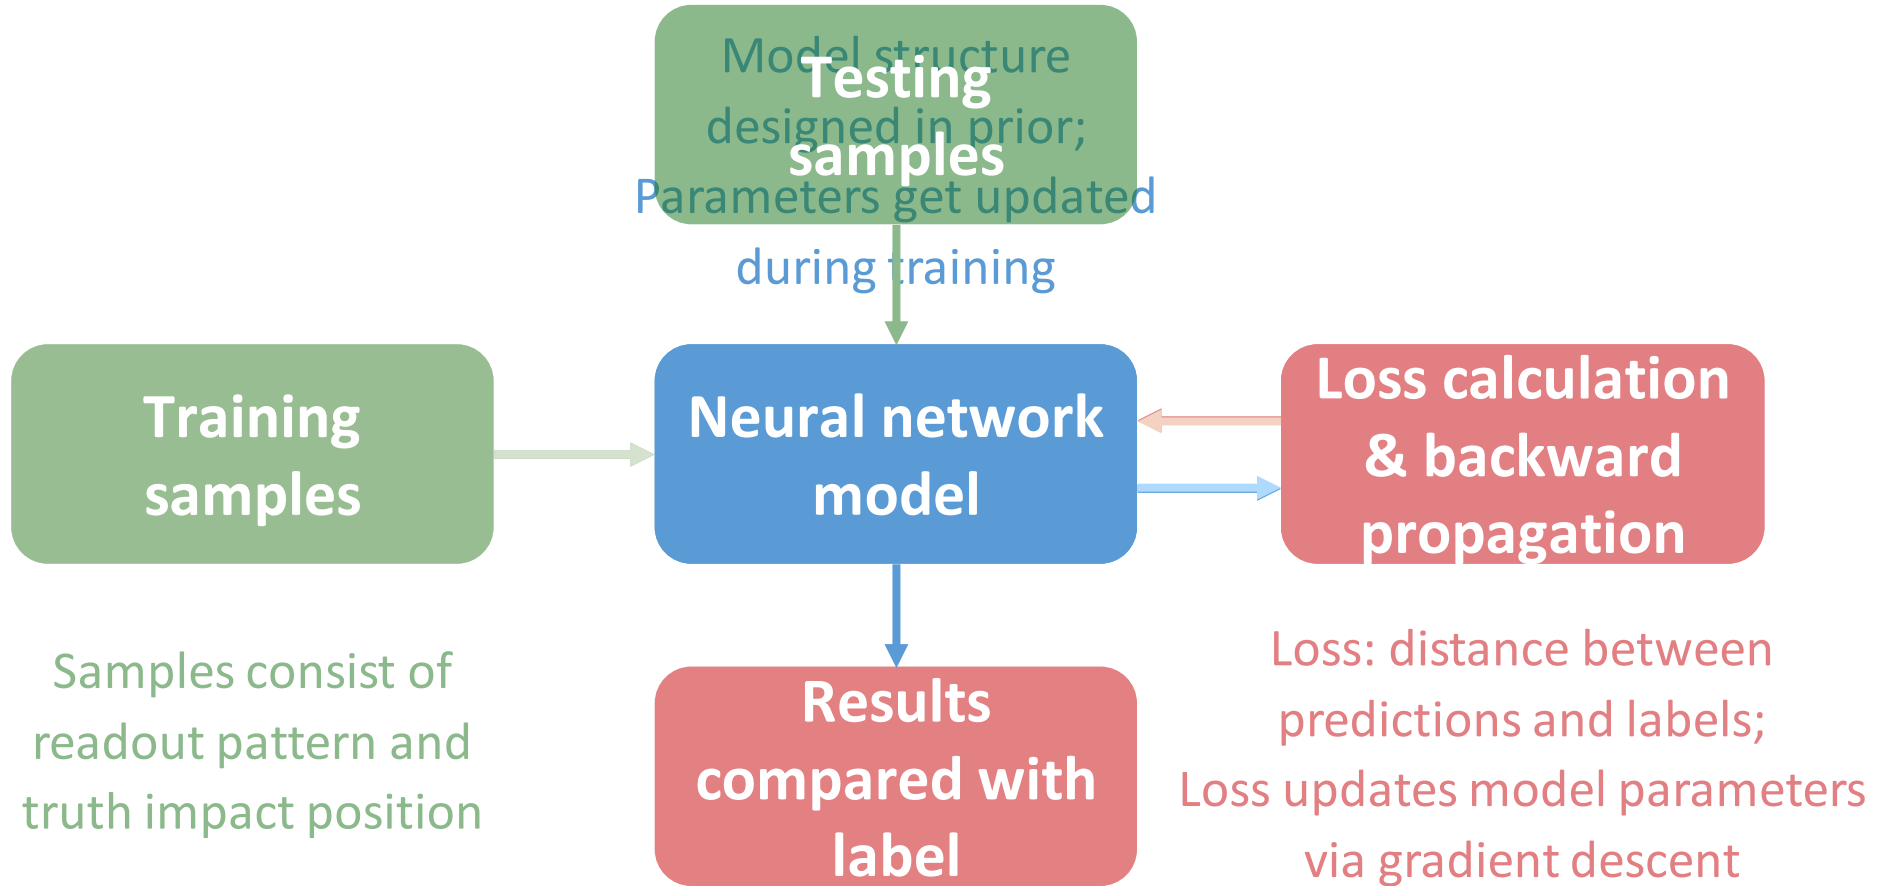 Model structure
designed in prior;
Parameters get updated
during training
Testing
samples
Training
samples
Neural network
model
Loss calculation
& backward
propagation
Samples consist of
readout pattern and
truth impact position
Results
compared with
label
Loss: distance between
predictions and labels;
Loss updates model parameters
via gradient descent